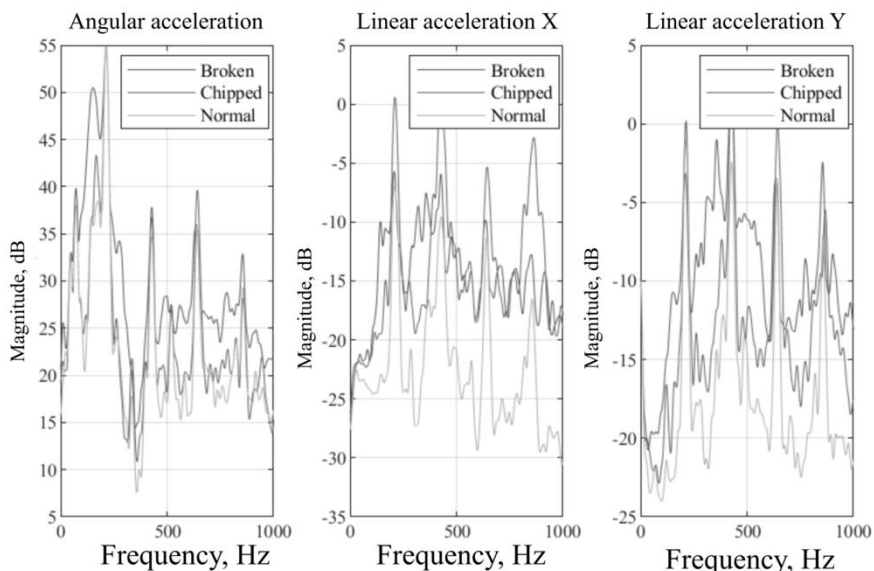 Angular acceleration
Magnitude, dB
55
50
45
40
35
30
25
20
15
10
5
Broken
Chipped
Normal
0
500
1000
Frequency, Hz
Linear acceleration X
Magnitude, dB
5
0
-5
-10
-15
-20
-25
-30
-35
Broken
Chipped
Normal
0
500
1000
Frequency, Hz
Linear acceleration Y
Magnitude, dB
5
0
-5
-10
-15
-20
-25
Broken
Chipped
Normal
0
500
1000
Frequency, Hz